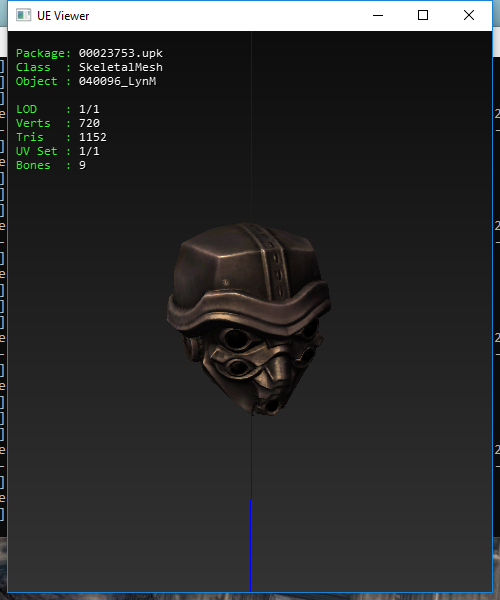 UE Viewer
Package: 00023753.upk
Class : SkeletalMesh
Object : 040096_LynM
LOD : 1/1
Verts : 720
Tris : 1152
UV Set : 1/1
Bones : 9